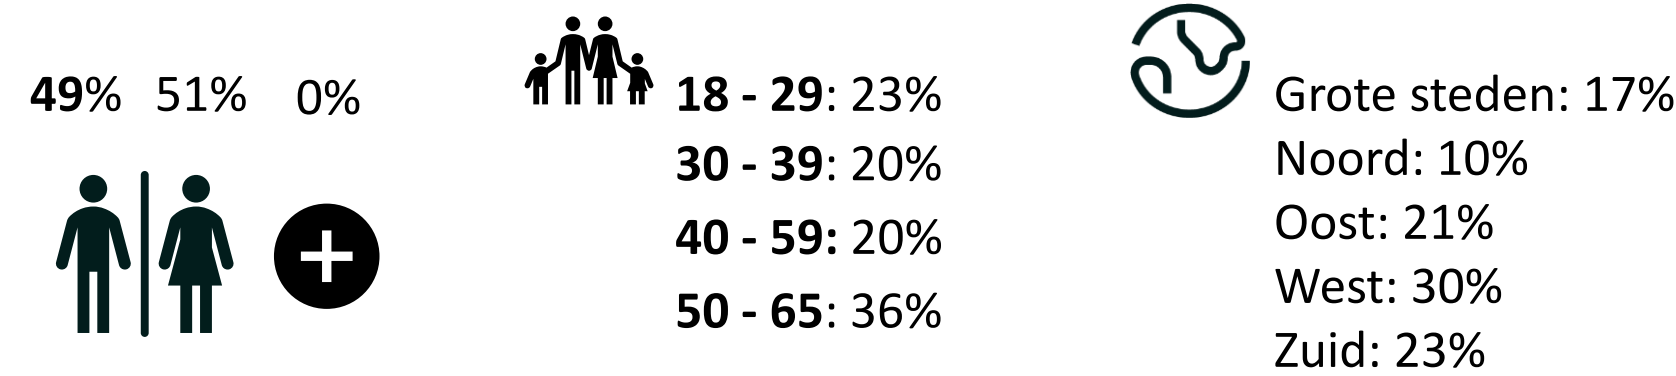 49% 51% 0%
18 - 29: 23%
30 - 39: 20%
40 - 59: 20%
50 - 65: 36%
Grote steden: 17%
Noord: 10%
Oost: 21%
West: 30%
Zuid: 23%